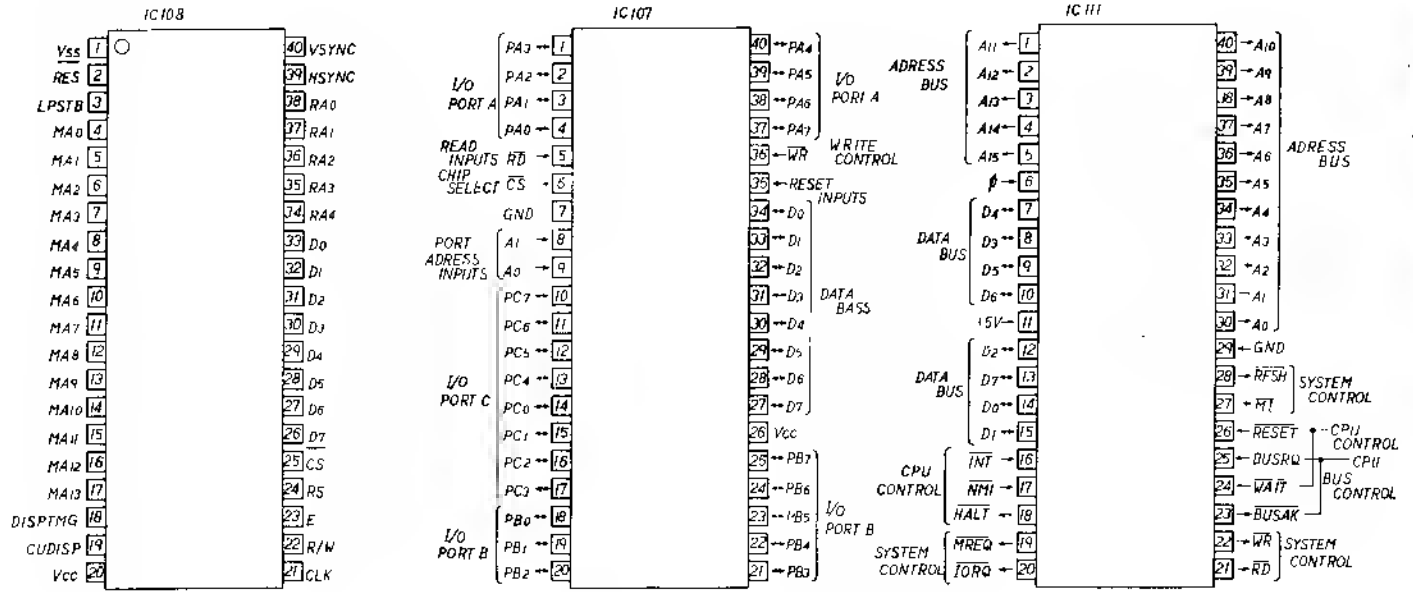 IC108
Vss 1
RES 2
LPSTB 3
MA0 4
MA1 5
MA2 6
MA3 7
MA4 8
MA5 9
MA6 10
MA7 11
MA8 12
MA9 13
MA10 14
MA11 15
MA12 16
MA13 17
DISPTMG 18
CUDISP 19
Vcc 20
40 VSYNC
39 HSYNC
38 RA0
37 RA1
36 RA2
35 RA3
34 RA4
33 D0
32 D1
31 D2
30 D3
29 D4
28 D5
27 D6
26 D7
25 CS
24 RS
23 E
22 R/W
21 CLK
IC107
I/O
PORT A
PA3 ↔ 1
PA2 ↔ 2
PA1 ↔ 3
PA0 ↔ 4
READ
INPUTS RD → 5
CHIP
SELECT CS → 6
GND 7
PORT
ADRESS
INPUTS
A1 → 8
A0 → 9
I/O
PORT C
PC7 ↔ 10
PC6 ↔ 11
PC5 ↔ 12
PC4 ↔ 13
PC0 ↔ 14
PC1 ↔ 15
PC2 ↔ 16
PC3 ↔ 17
I/O
PORT B
PB0 ↔ 18
PB1 ↔ 19
PB2 ↔ 20
40 ↔ PA4
39 ↔ PA5
38 ↔ PA6
37 ↔ PA7
I/O
PORT A
36 ← WR WRITE
CONTROL
35 ← RESET
INPUTS
34 ↔ D0
33 ↔ D1
32 ↔ D2
31 ↔ D3
30 ↔ D4
29 ↔ D5
28 ↔ D6
27 ↔ D7
DATA
BASS
26 Vcc
25 ↔ PB7
24 ↔ PB6
23 ↔ PB5
22 ↔ PB4
21 ↔ PB3
I/O
PORT B
IC111
ADRESS
BUS
A11 ← 1
A12 ← 2
A13 ← 3
A14 ← 4
A15 ← 5
φ → 6
DATA
BUS
D4 ↔ 7
D3 ↔ 8
D5 ↔ 9
D6 ↔ 10
+5V 11
DATA
BUS
D2 ↔ 12
D7 ↔ 13
D0 ↔ 14
D1 ↔ 15
CPU
CONTROL
INT → 16
NMI → 17
HALT ← 18
SYSTEM
CONTROL
MREQ ← 19
IORQ ← 20
40 → A10
39 → A9
38 → A8
37 → A7
36 → A6
35 → A5
34 → A4
33 → A3
32 → A2
31 → A1
30 → A0
ADRESS
BUS
29 ← GND
28 → RFSH
27 → M1
SYSTEM
CONTROL
26 ← RESET
25 ← BUSRQ
24 ← WAIT
23 → BUSAK
CPU
CONTROL
CPU
BUS
CONTROL
22 → WR
21 → RD
SYSTEM
CONTROL